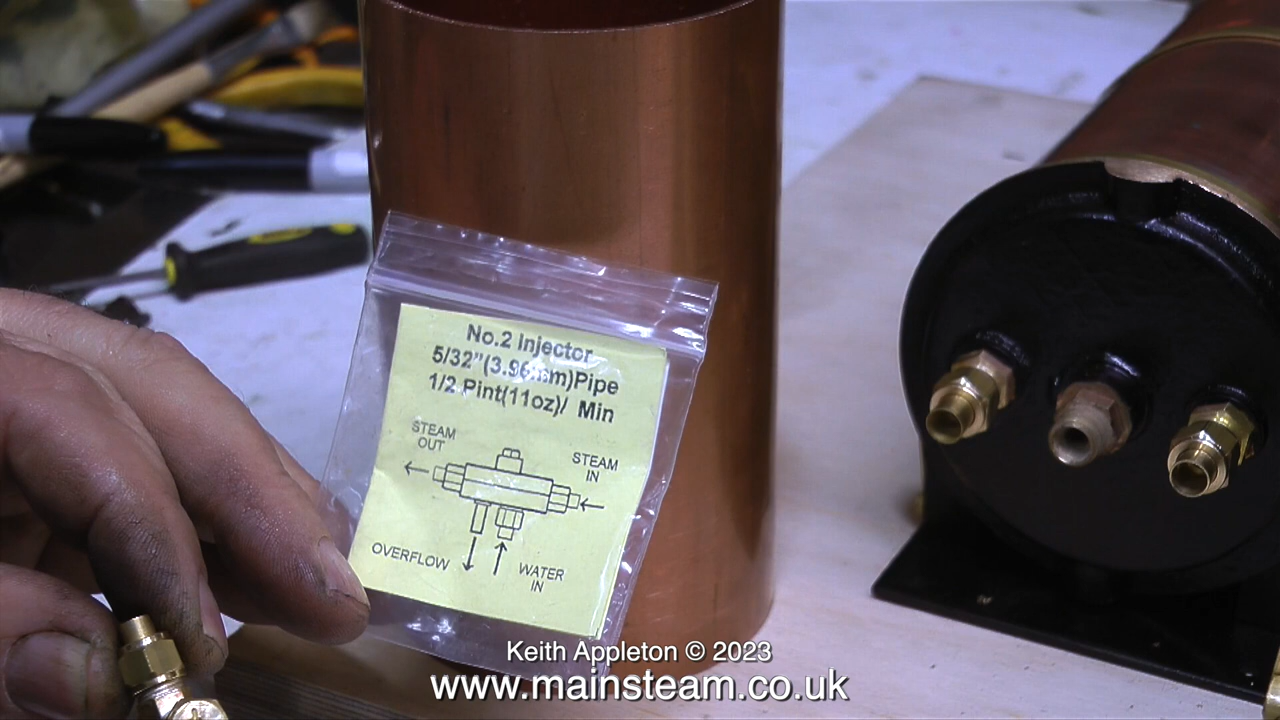 No.2 Injector
5/32"(3.96mm)Pipe
1/2 Pint(11oz)/ Min
STEAM
OUT
STEAM
IN
OVERFLOW
WATER
IN
Keith Appleton © 2023
www.mainsteam.co.uk